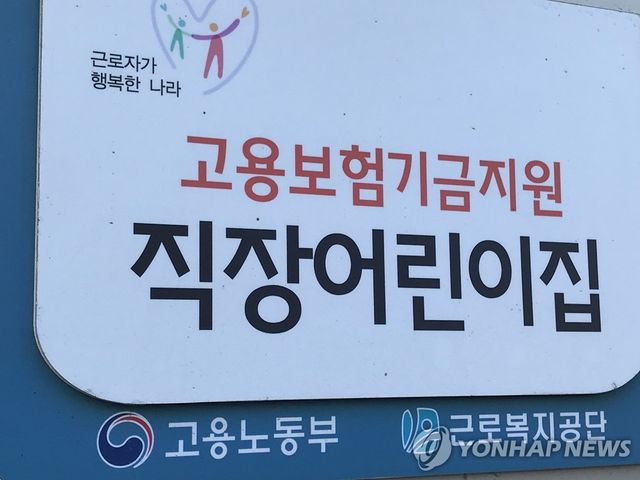 근로자가
행복한 나라
고용보험기금지원
직장어린이집
고용노동부 근로복지공단
YONHAP NEWS